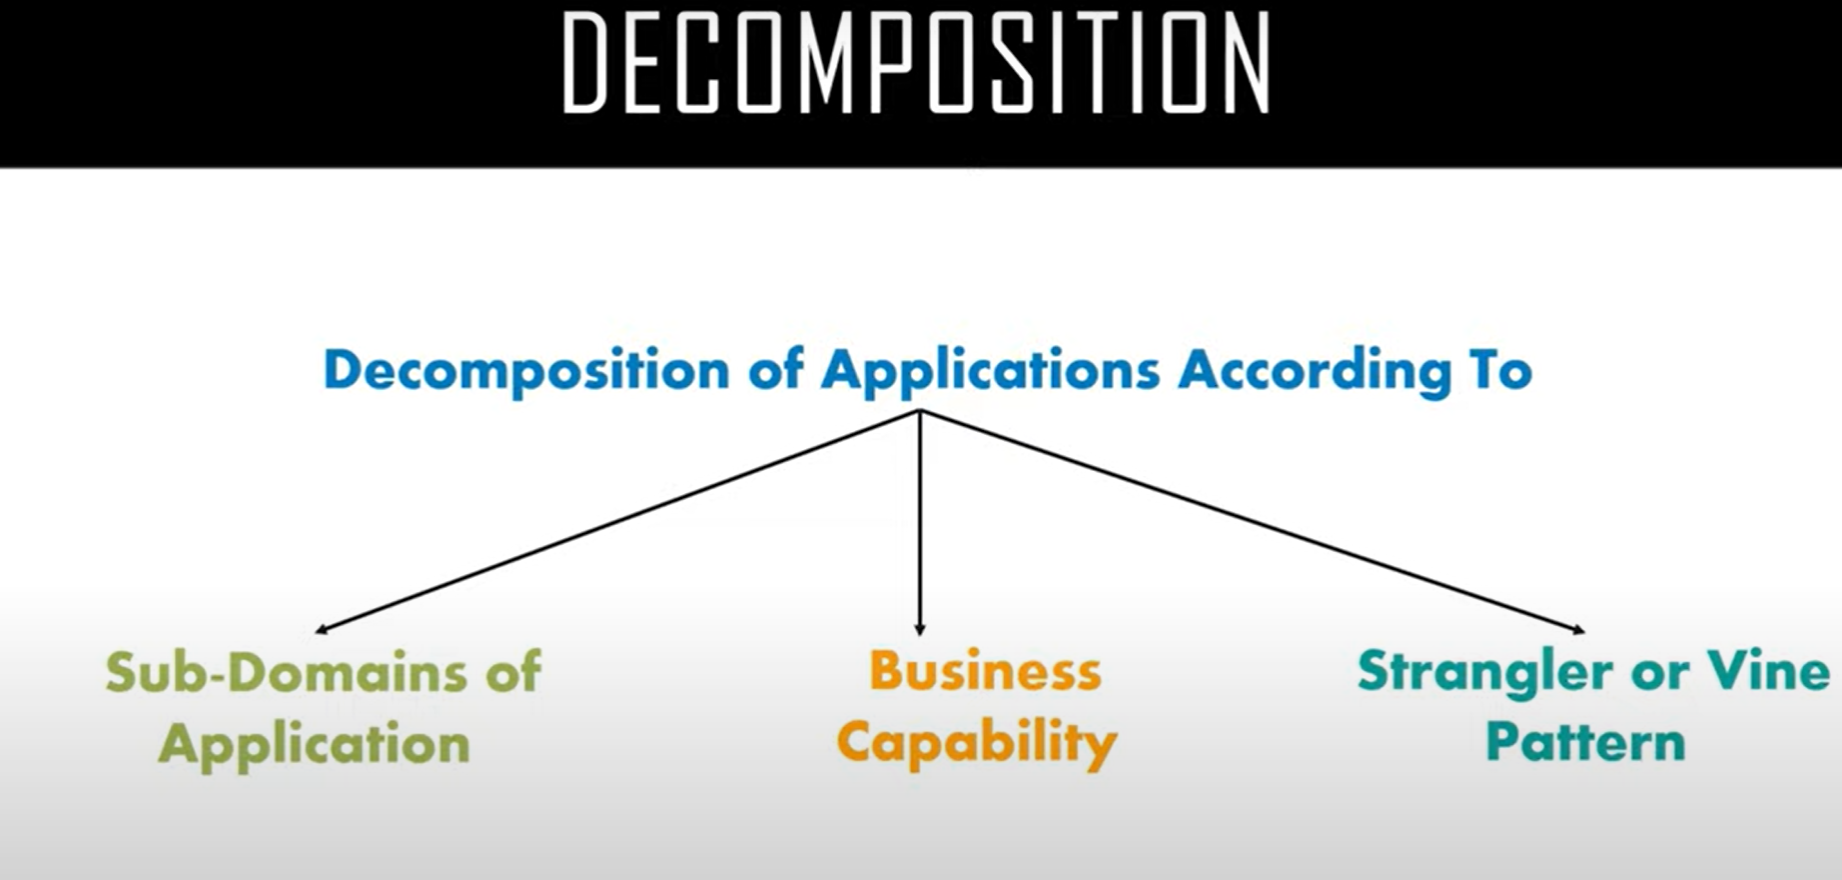 DECOMPOSITION
Decomposition of Applications According To
Sub-Domains of
Application
Business
Capability
Strangler or Vine
Pattern